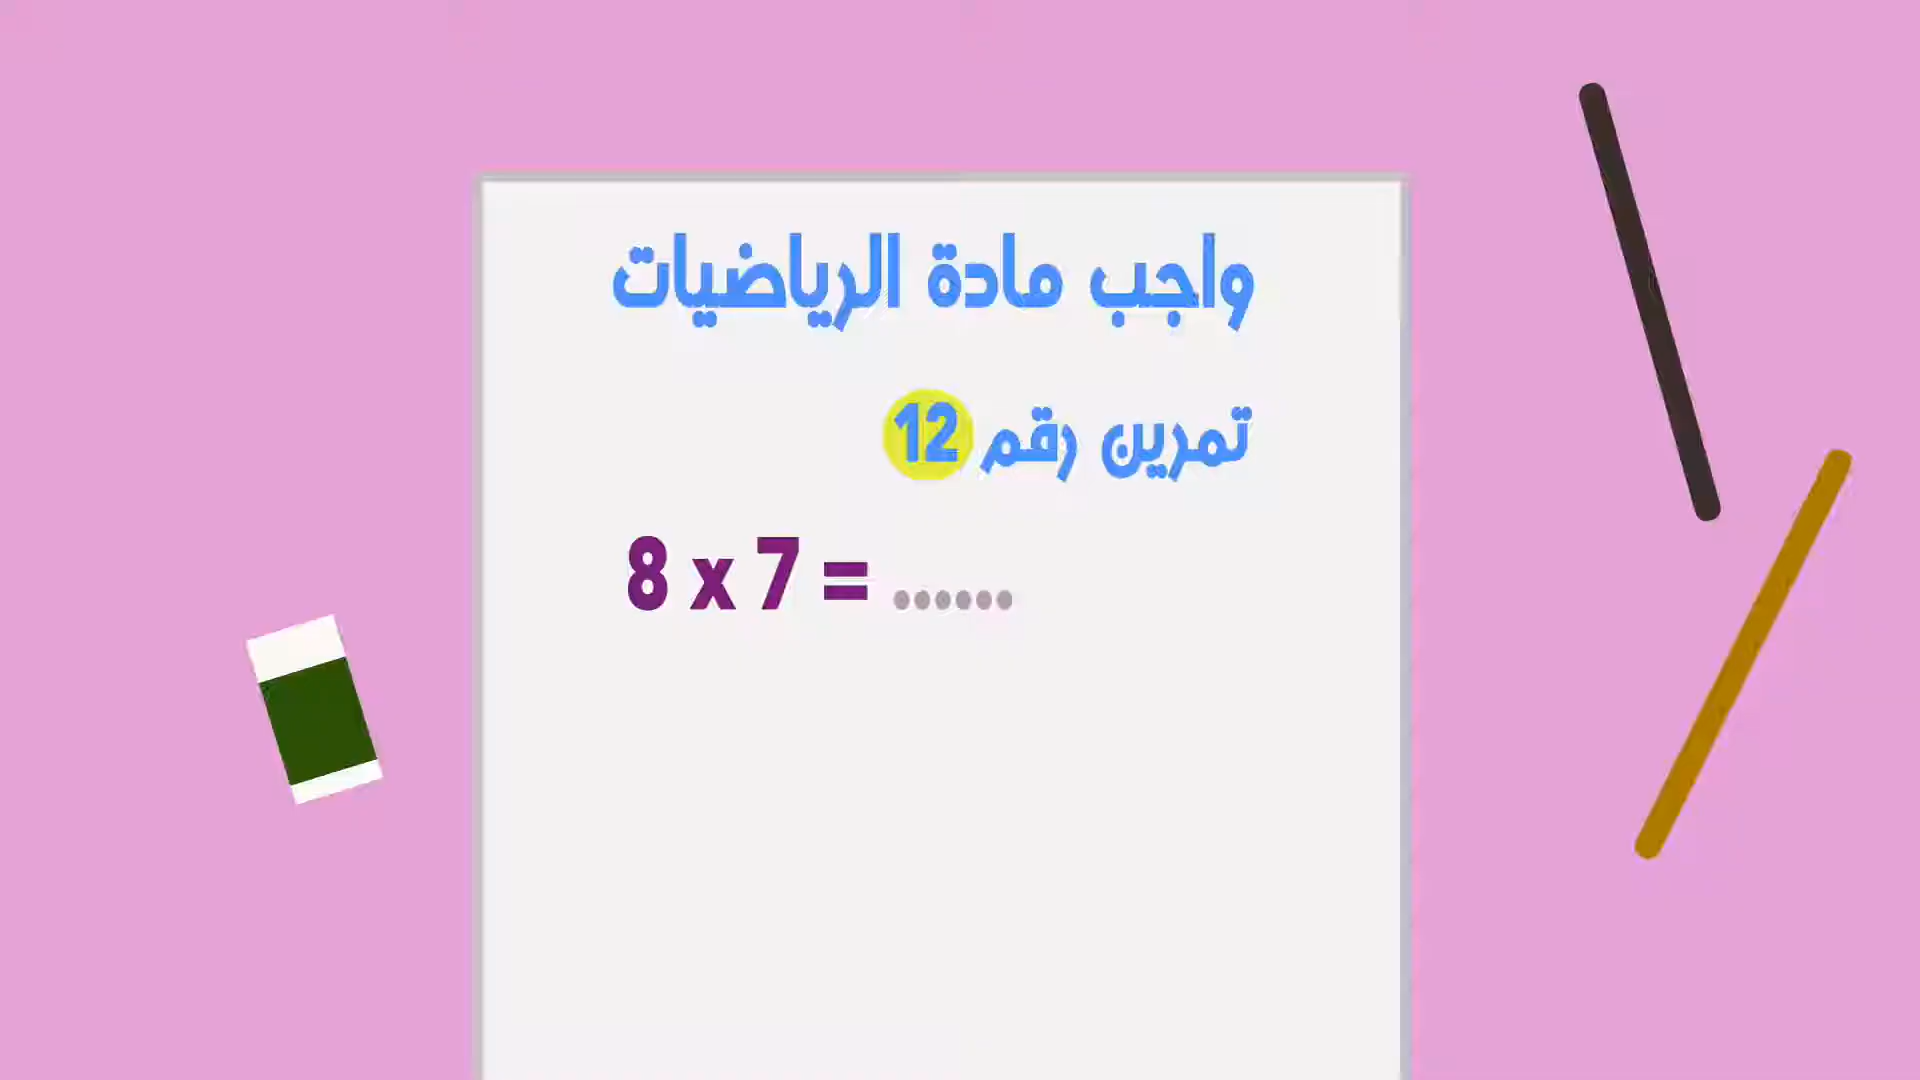 واجب مادة الرياضيات
تمرين رقم 12
8 x 7 = ......